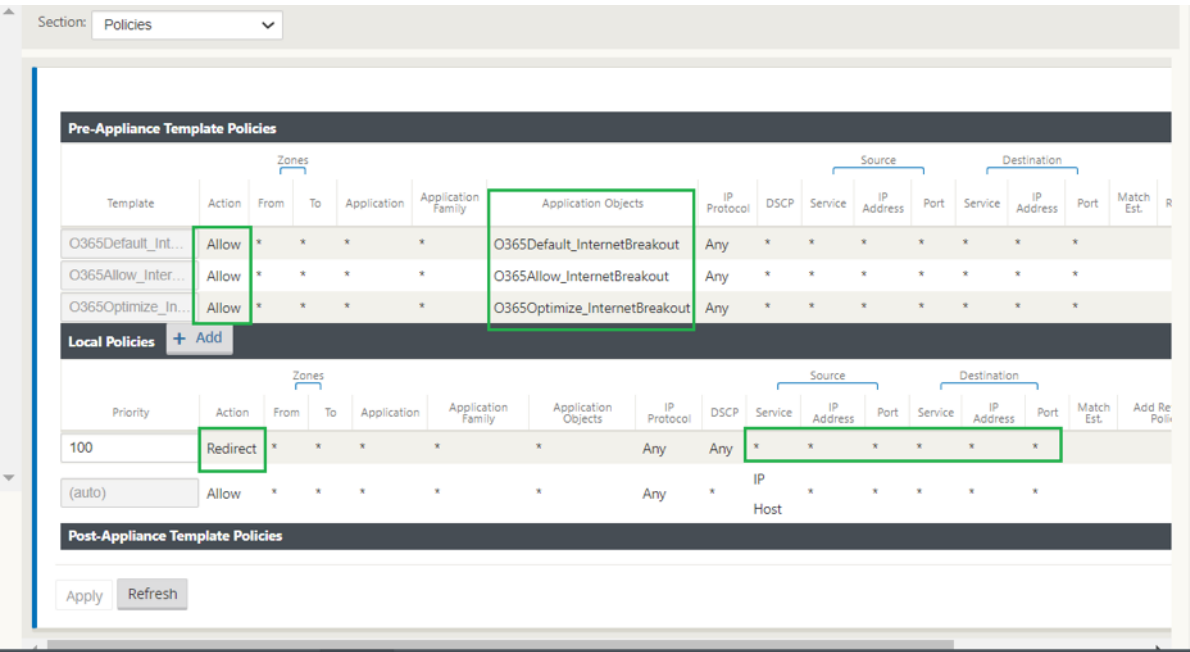 Section: Policies
Pre-Appliance Template Policies
Zones Source Destination
Template Action From To Application Application Family Application Objects IP Protocol DSCP Service IP Address Port Service IP Address Port Match Est. R
O365Default_Int... Allow * * * * O365Default_InternetBreakout Any * * * * * * *
O365Allow_Inter... Allow * * * * O365Allow_InternetBreakout Any * * * * * * *
O365Optimize_In... Allow * * * * O365Optimize_InternetBreakout Any * * * * * * *
Local Policies + Add
Zones Source Destination
Priority Action From To Application Application Family Application Objects IP Protocol DSCP Service IP Address Port Service IP Address Port Match Est. Add Re Polic
100 Redirect * * * * * Any Any * * * * * *
(auto) Allow * * * * * Any * IP Host * * * * *
Post-Appliance Template Policies
Apply Refresh